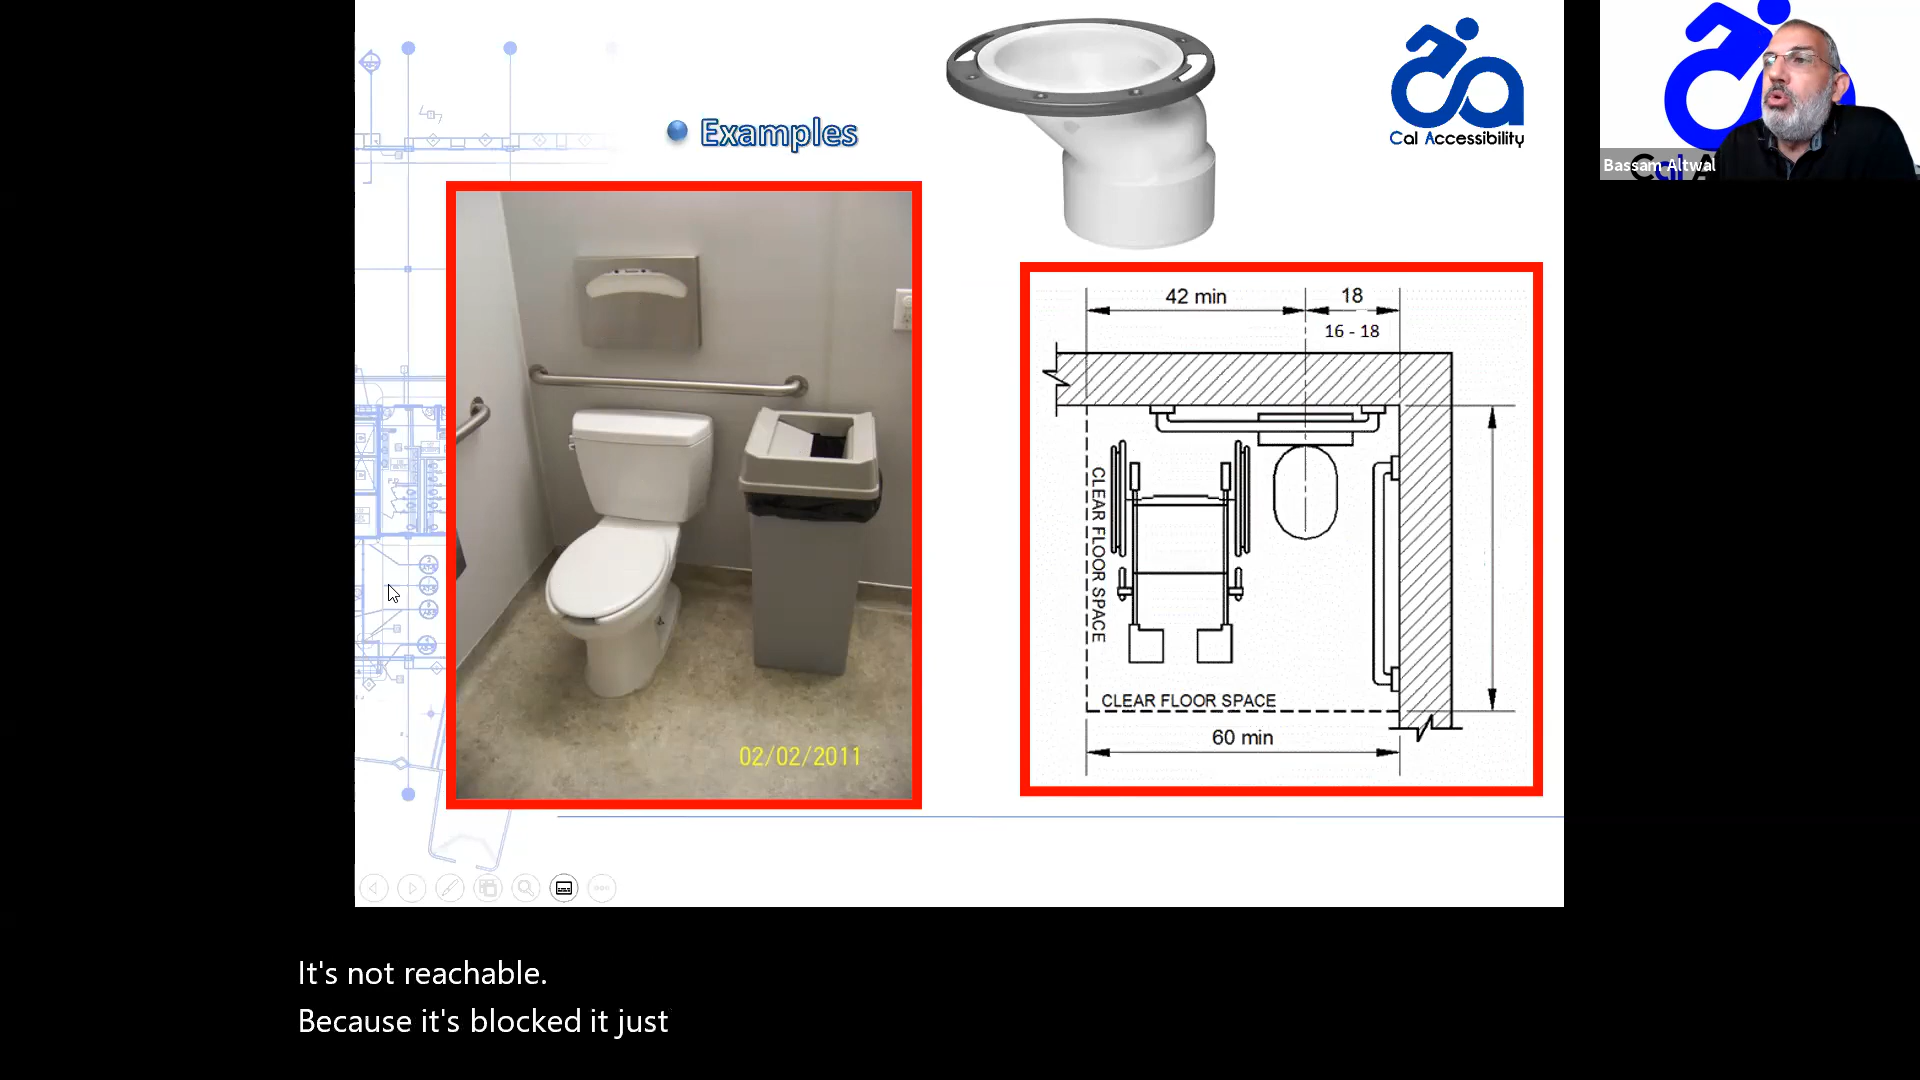 Examples
Cal Accessibility
Bassam Altwal
42 min
18
16 - 18
CLEAR FLOOR SPACE
CLEAR FLOOR SPACE
60 min
02/02/2011
It's not reachable.
Because it's blocked it just